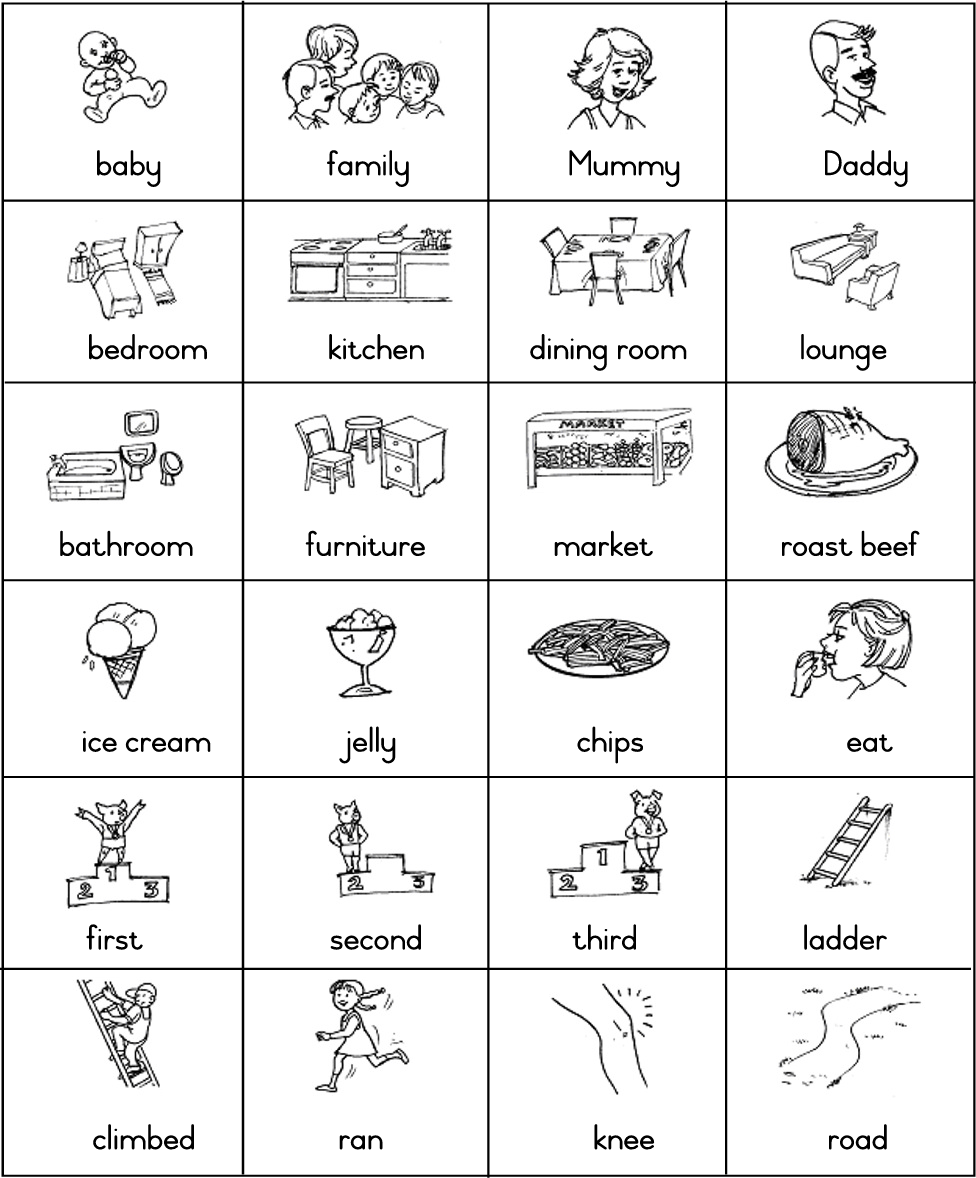 baby
family
Mummy
Daddy
bedroom
kitchen
dining room
lounge
MARKET
bathroom
furniture
market
roast beef
ice cream
jelly
chips
eat
1
2
3
2
3
1
2
3
first
second
third
ladder
climbed
ran
knee
road